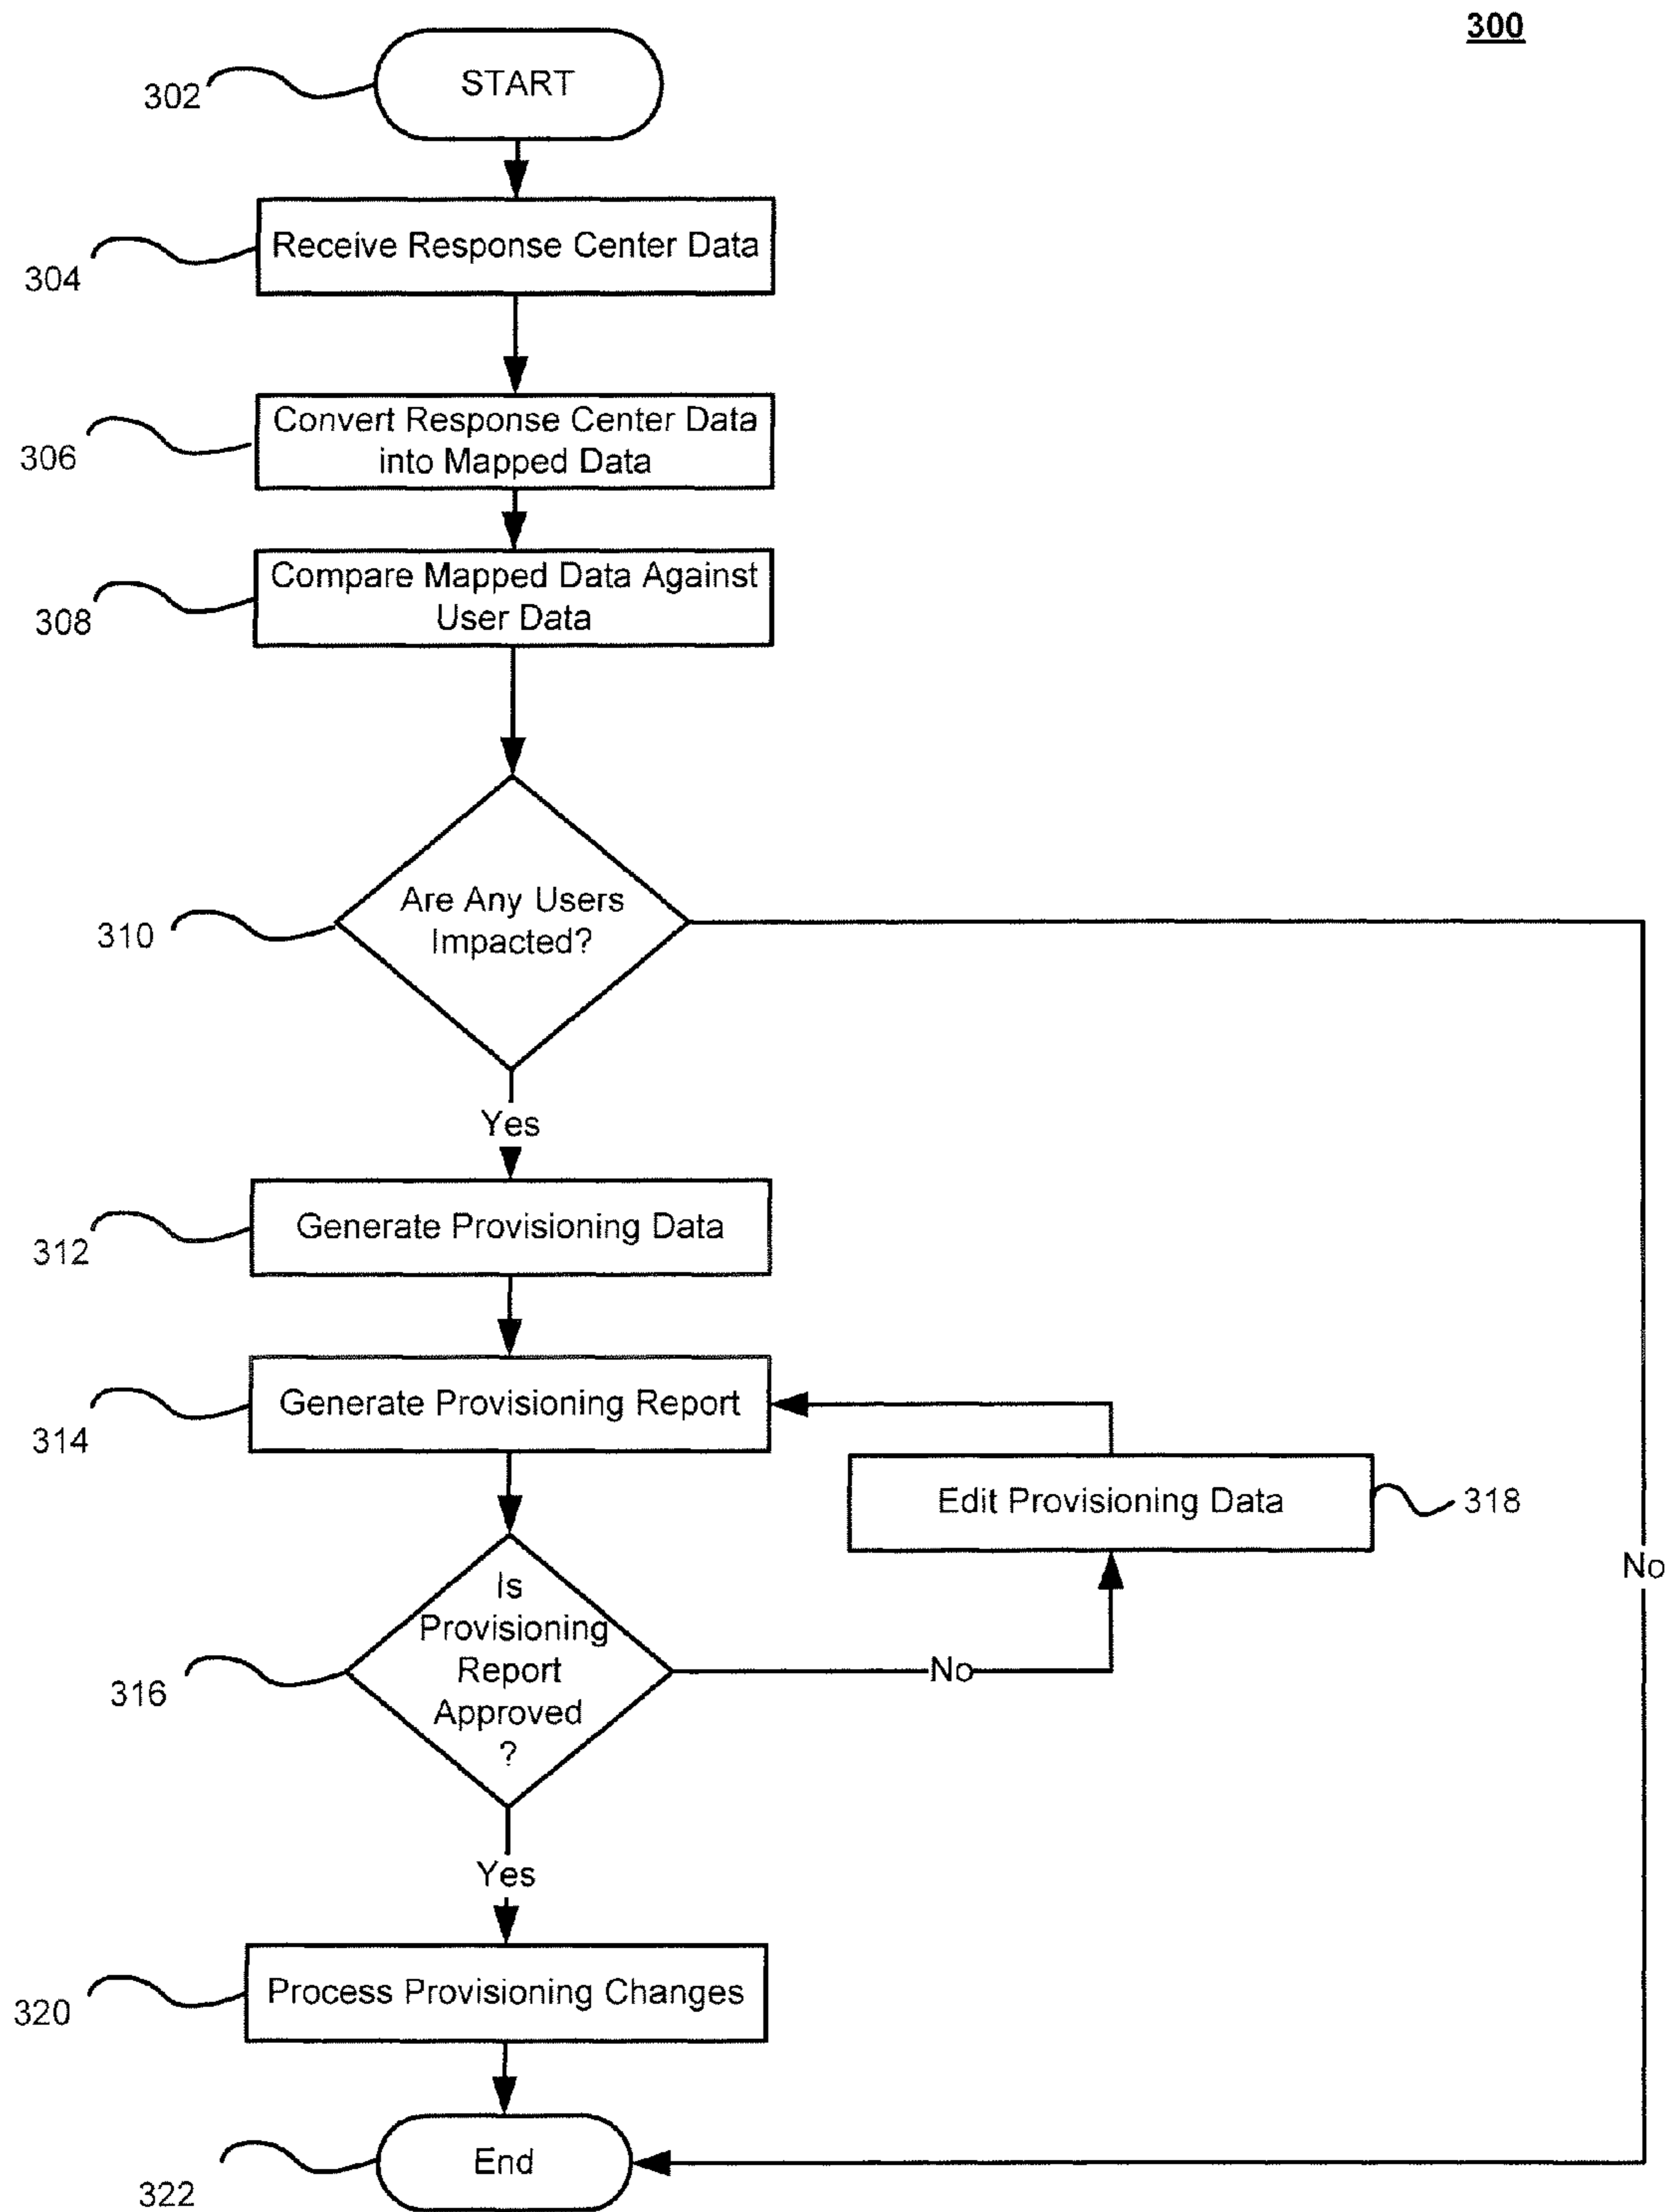 300
START
302
Receive Response Center Data
304
Convert Response Center Data
into Mapped Data
306
Compare Mapped Data Against
User Data
308
Are Any Users
Impacted?
310
Yes
Generate Provisioning Data
312
Generate Provisioning Report
314
Edit Provisioning Data
318
No
Is
Provisioning
Report
Approved
?
316
No
Yes
Process Provisioning Changes
320
End
322